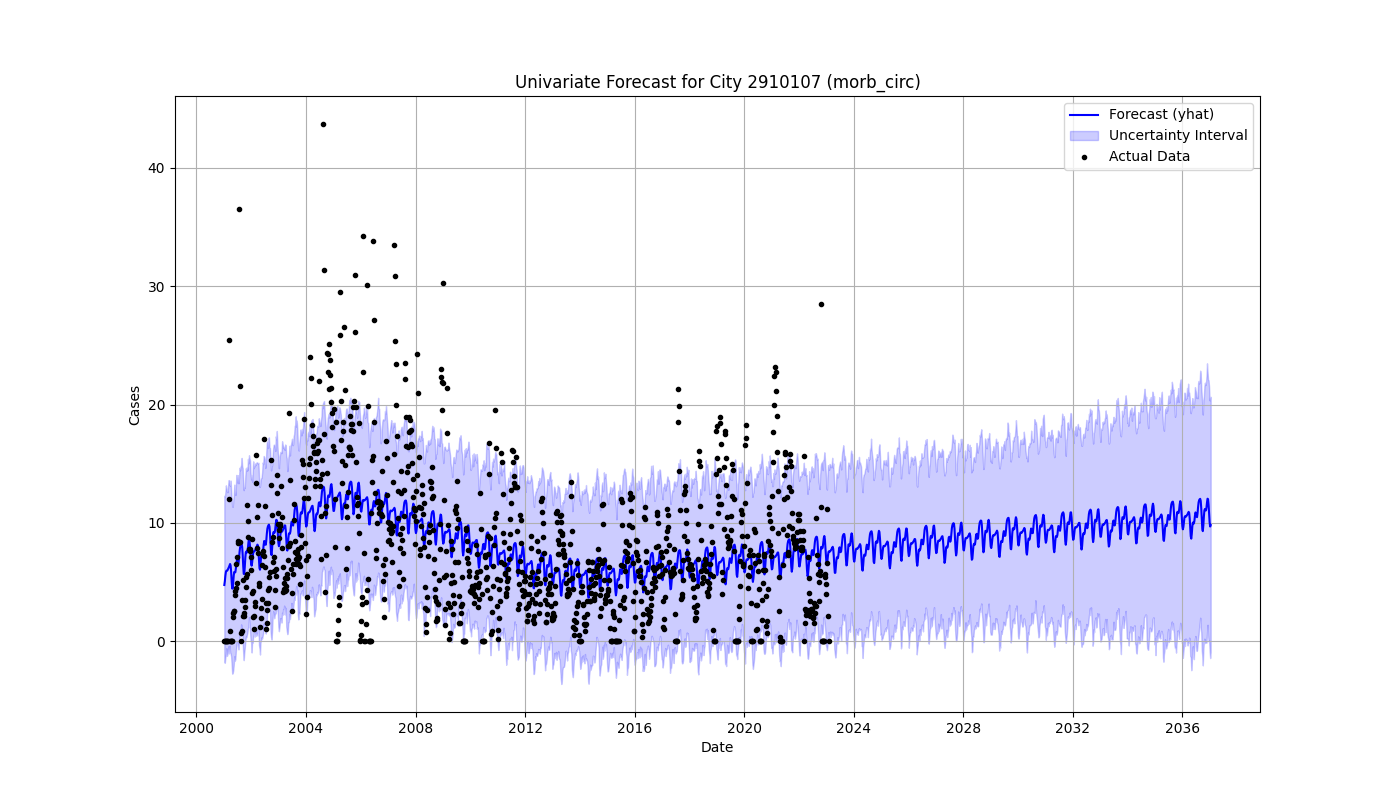 Univariate Forecast for City 2910107 (morb_circ)
Forecast (yhat)
Uncertainty Interval
Actual Data
Cases
40
30
20
10
0
2000 2004 2008 2012 2016 2020 2024 2028 2032 2036
Date